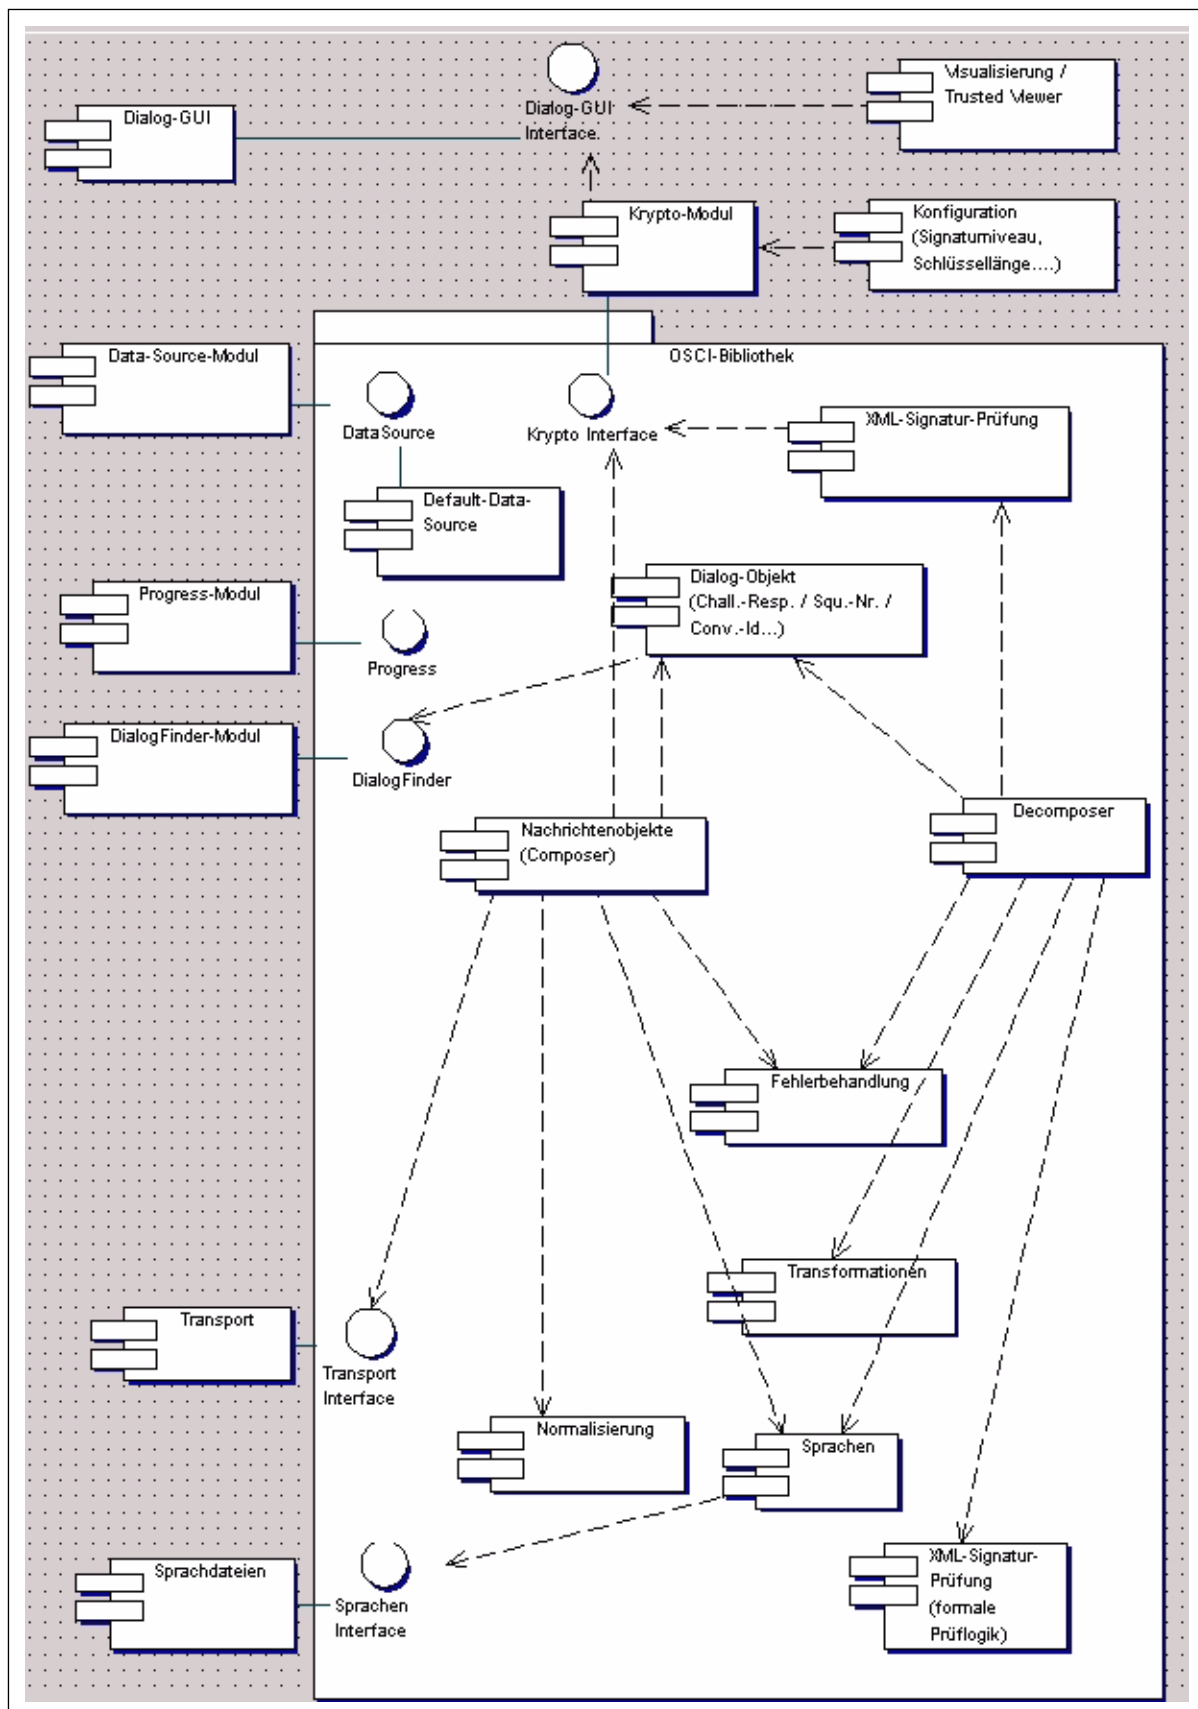 Visualisierung /
Trusted Viewer
Dialog-GUI
Interface.
Dialog-GUI
Krypto-Modul
Konfiguration
(Signaturniveau,
Schlüssellänge....)
Data-Source-Modul
OSCI-Bibliothek
DataSource
Krypto Interface
XML-Signatur-Prüfung
Default-Data-
Source
Dialog-Objekt
(Chall.-Resp. / Squ.-Nr. /
Conv.-Id...)
Progress-Modul
Progress
DialogFinder-Modul
DialogFinder
Nachrichtenobjekte
(Composer)
Decomposer
Fehlerbehandlung
Transformationen
Transport
Transport
Interface
Normalisierung
Sprachen
Sprachdateien
Sprachen
Interface
XML-Signatur-
Prüfung
(formale
Prüflogik)